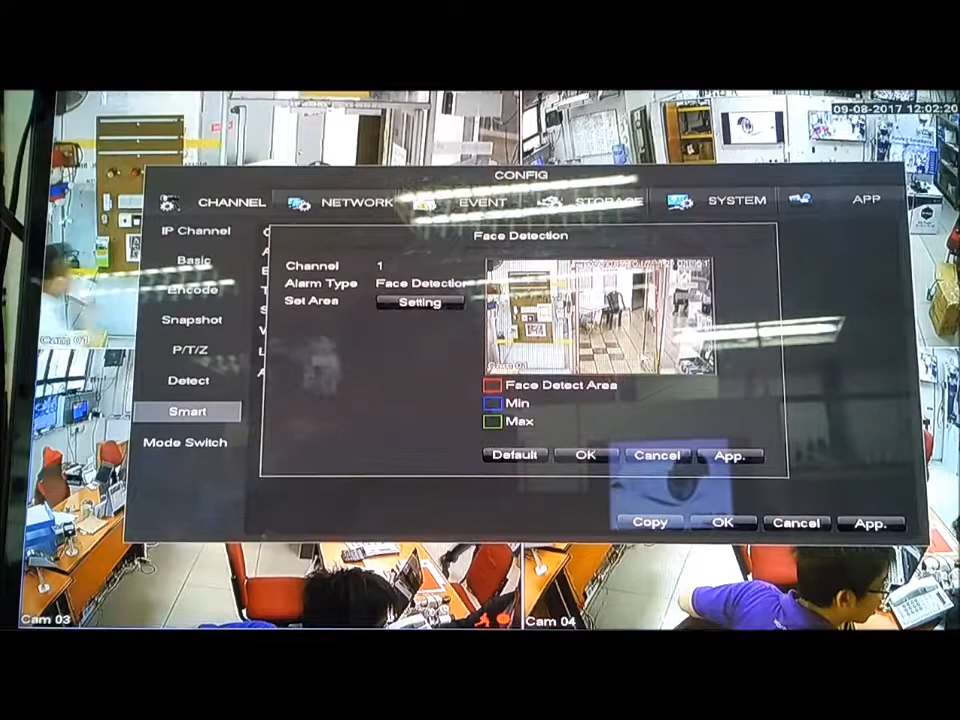 09-08-2017 12:02:20
CONFIG
CHANNEL NETWORK EVENT STORAGE SYSTEM APP
IP Channel
Basic
Encode
Snapshot
P/T/Z
Detect
Smart
Mode Switch
Face Detection
Channel 1
Alarm Type Face Detection
Set Area Setting
Face Detect Area
Min
Max
Default OK Cancel App.
Copy OK Cancel App.
Cam 01
Cam 03
Cam 04